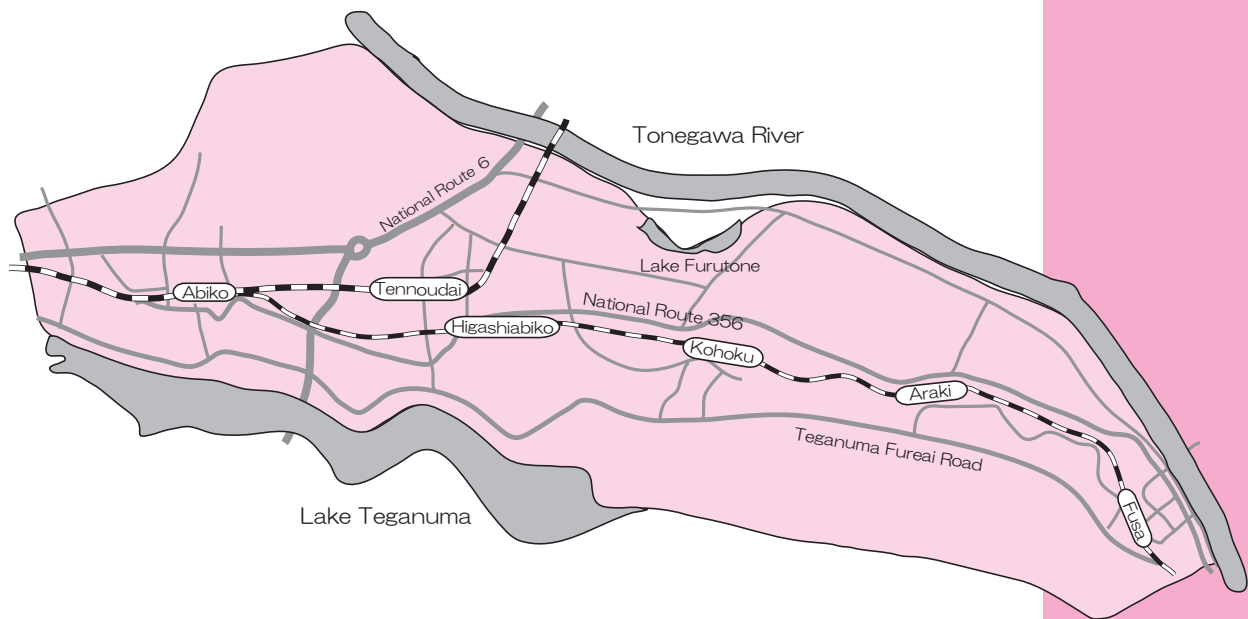 Tonegawa River
National Route 6
Lake Furutone
Abiko
Tennoudai
National Route 356
Higashiabiko
Kohoku
Araki
Teganuma Fureai Road
Lake Teganuma
Fusa